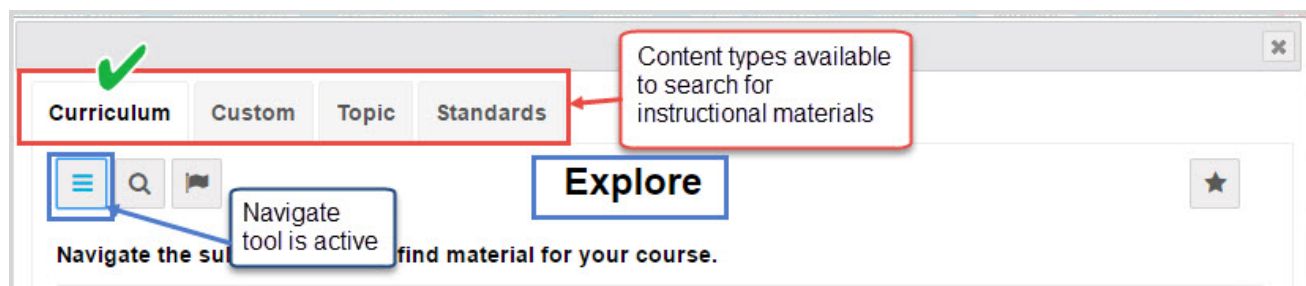 Content types available
to search for
instructional materials
Curriculum Custom Topic Standards
Explore
Navigate
tool is active
Navigate the find material for your course.